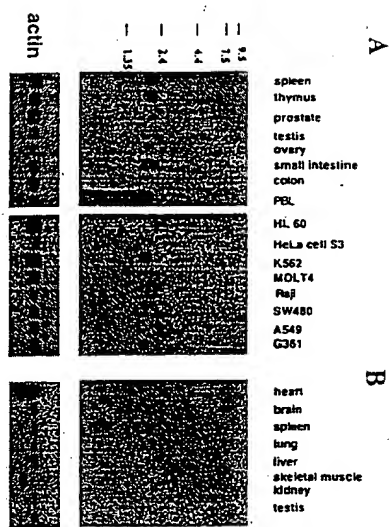 A
9.5
7.5
4.4
2.4
1.35
actin
spleen
thymus
prostate
testis
ovary
small intestine
colon
PBL
HL 60
HeLa cell S3
K562
MOLT4
Raji
SW480
A549
G361
B
heart
brain
spleen
lung
liver
skeletal muscle
kidney
testis